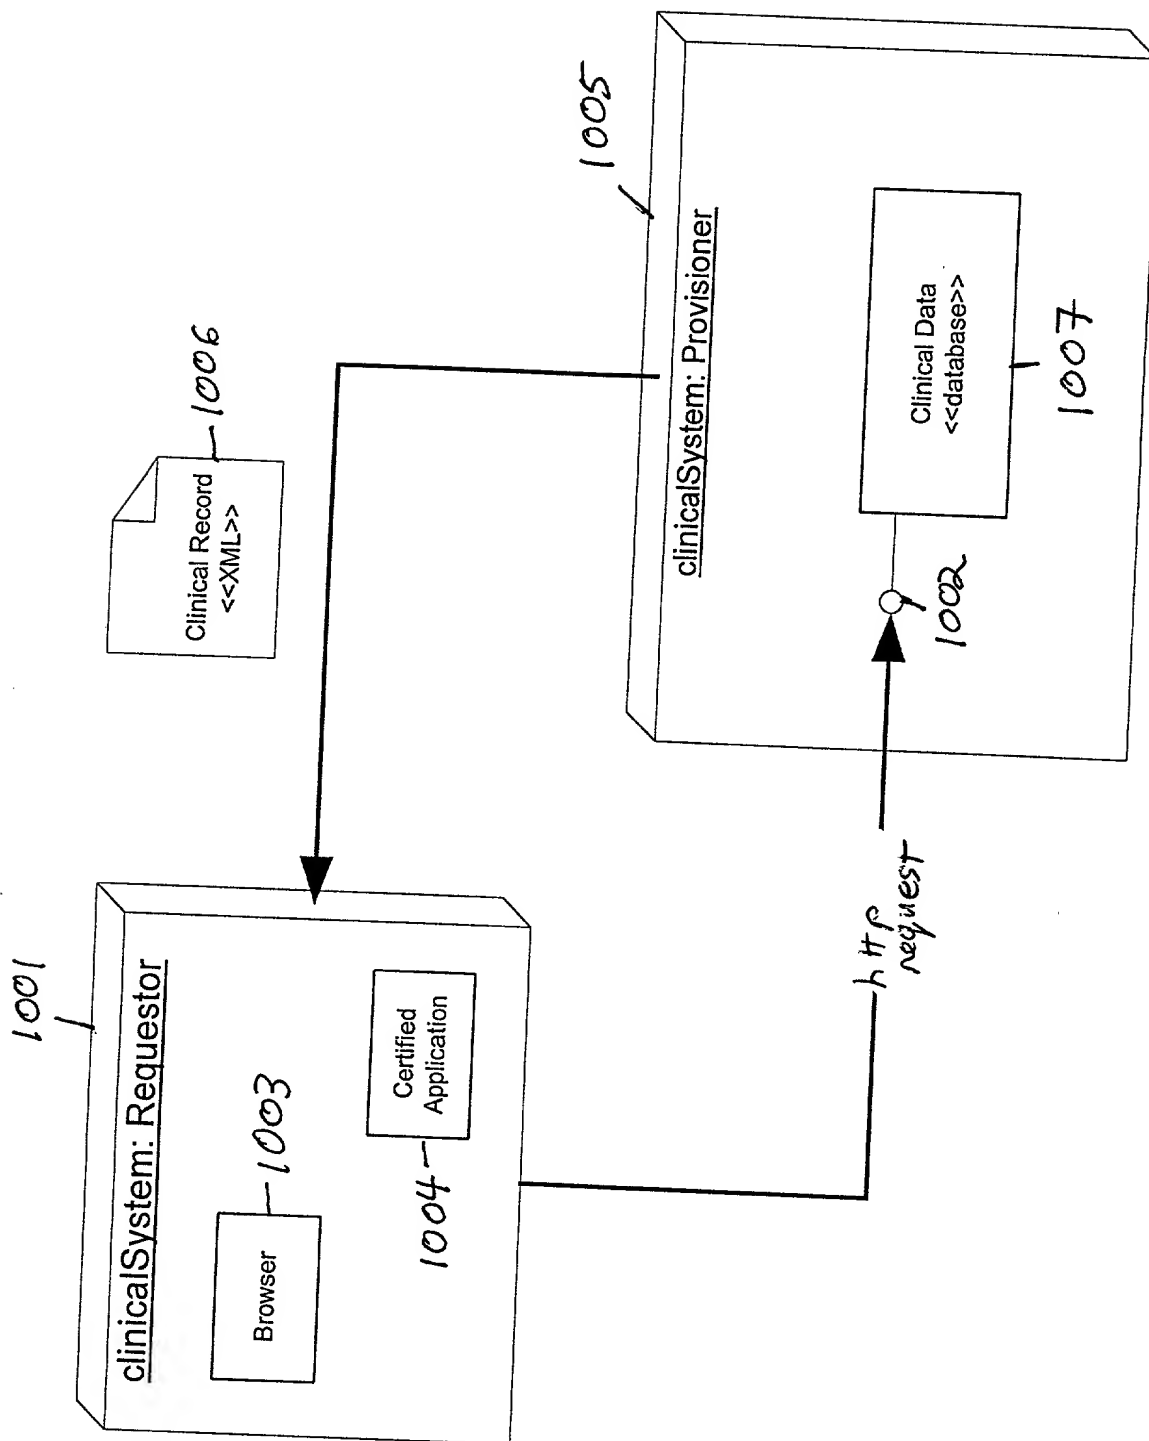 1001
clinicalSystem: Requestor
Browser
1003
Certified
Application
1004
Clinical Record
<<XML>>
1006
http
request
1005
clinicalSystem: Provisioner
1002
Clinical Data
<<database>>
1007